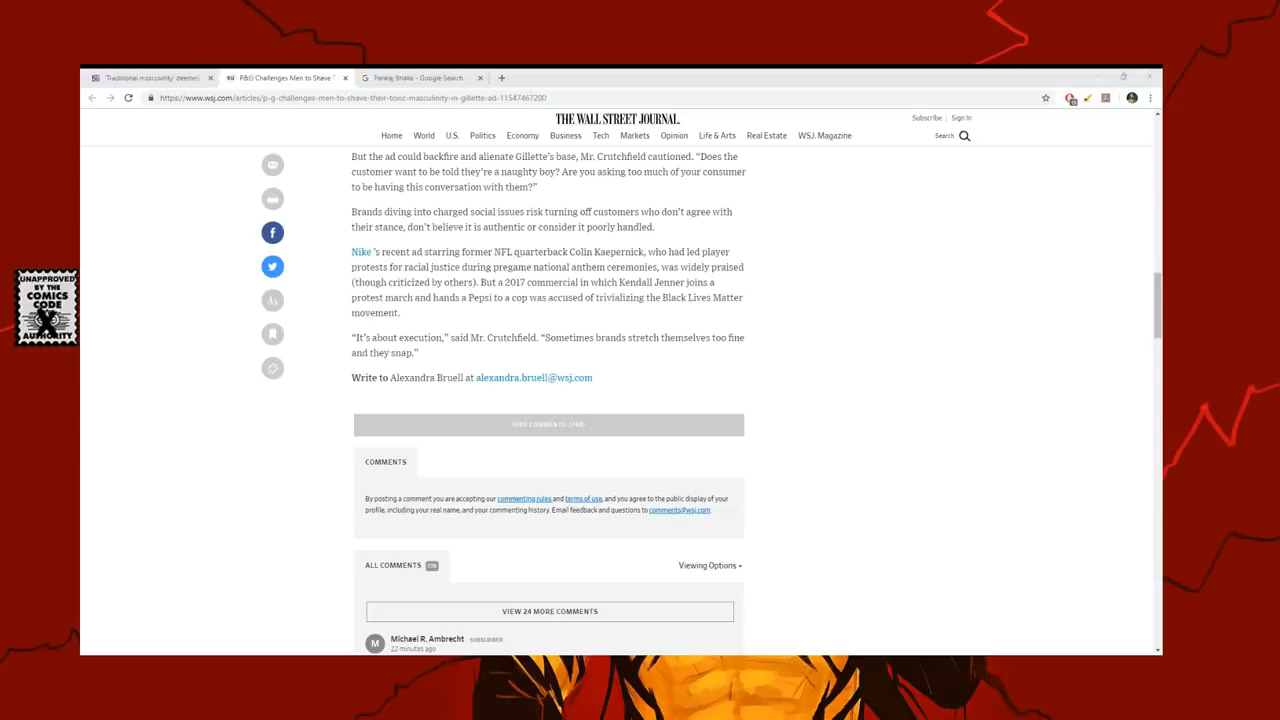 'Traditional masculinity' deemed
P&G Challenges Men to Shave T
Pankaj Bhalla - Google Search
https://www.wsj.com/articles/p-g-challenges-men-to-shave-their-toxic-masculinity-in-gillette-ad-11547467200
THE WALL STREET JOURNAL.
Subscribe | Sign In
Home World U.S. Politics Economy Business Tech Markets Opinion Life & Arts Real Estate WSJ. Magazine
Search
But the ad could backfire and alienate Gillette's base, Mr. Crutchfield cautioned. “Does the
customer want to be told they're a naughty boy? Are you asking too much of your consumer
to be having this conversation with them?”
Brands diving into charged social issues risk turning off customers who don't agree with
their stance, don't believe it is authentic or consider it poorly handled.
Nike 's recent ad starring former NFL quarterback Colin Kaepernick, who had led player
protests for racial justice during pregame national anthem ceremonies, was widely praised
(though criticized by others). But a 2017 commercial in which Kendall Jenner joins a
protest march and hands a Pepsi to a cop was accused of trivializing the Black Lives Matter
movement.
“It's about execution,” said Mr. Crutchfield. “Sometimes brands stretch themselves too fine
and they snap.”
Write to Alexandra Bruell at alexandra.bruell@wsj.com
HIDE COMMENTS
COMMENTS
By posting a comment you are accepting our commenting rules and terms of use, and you agree to the public display of your
profile, including your real name, and your commenting history. Email feedback and questions to comments@wsj.com.
ALL COMMENTS
Viewing Options
VIEW 24 MORE COMMENTS
M
Michael R. Ambrecht SUBSCRIBER
22 minutes ago
UNAPPROVED
BY THE
COMICS
CODE
AUTHORITY